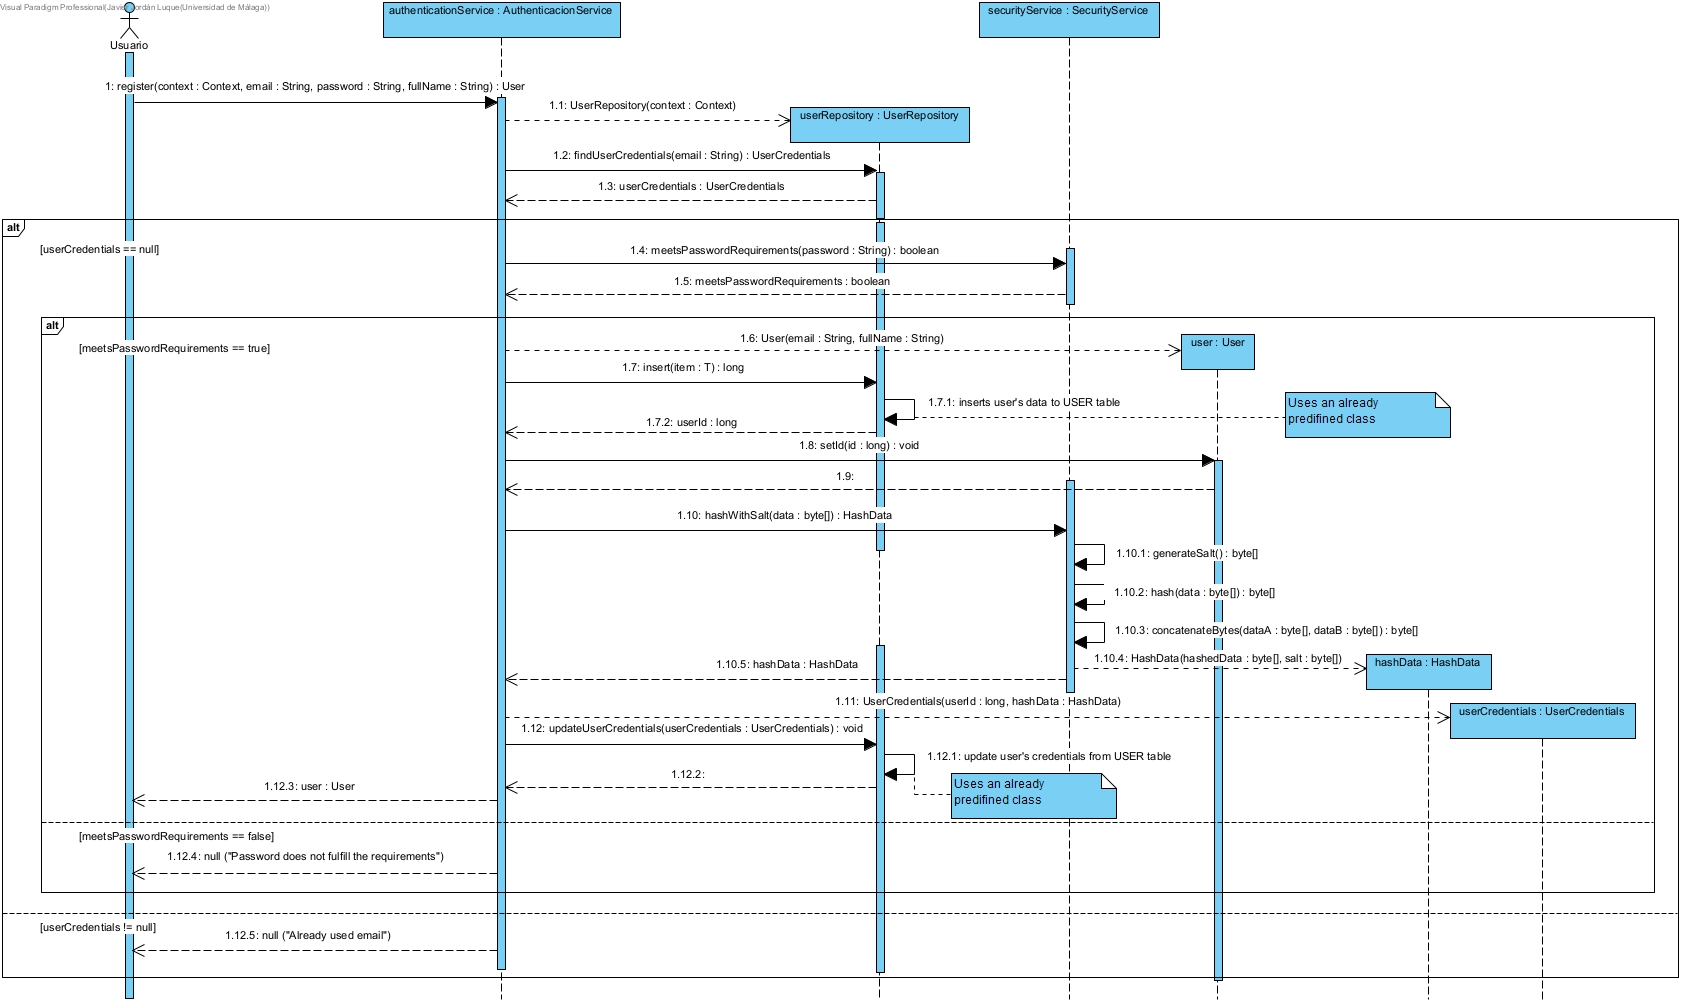 Visual Paradigm Professional(Javier Jordán Luque(Universidad de Málaga))
Usuario
authenticationService : AuthenticacionService
securityService : SecurityService
1: register(context : Context, email : String, password : String, fullName : String) : User
1.1: UserRepository(context : Context)
userRepository : UserRepository
1.2: findUserCredentials(email : String) : UserCredentials
1.3: userCredentials : UserCredentials
alt
[userCredentials == null]
1.4: meetsPasswordRequirements(password : String) : boolean
1.5: meetsPasswordRequirements : boolean
alt
[meetsPasswordRequirements == true]
1.6: User(email : String, fullName : String)
user : User
1.7: insert(item : T) : long
1.7.1: inserts user's data to USER table
Uses an already
predifined class
1.7.2: userId : long
1.8: setId(id : long) : void
1.9:
1.10: hashWithSalt(data : byte[]) : HashData
1.10.1: generateSalt() : byte[]
1.10.2: hash(data : byte[]) : byte[]
1.10.3: concatenateBytes(dataA : byte[], dataB : byte[]) : byte[]
1.10.4: HashData(hashedData : byte[], salt : byte[])
hashData : HashData
1.10.5: hashData : HashData
1.11: UserCredentials(userId : long, hashData : HashData)
userCredentials : UserCredentials
1.12: updateUserCredentials(userCredentials : UserCredentials) : void
1.12.1: update user's credentials from USER table
1.12.2:
Uses an already
predifined class
1.12.3: user : User
[meetsPasswordRequirements == false]
1.12.4: null ("Password does not fulfill the requirements")
[userCredentials != null]
1.12.5: null ("Already used email")